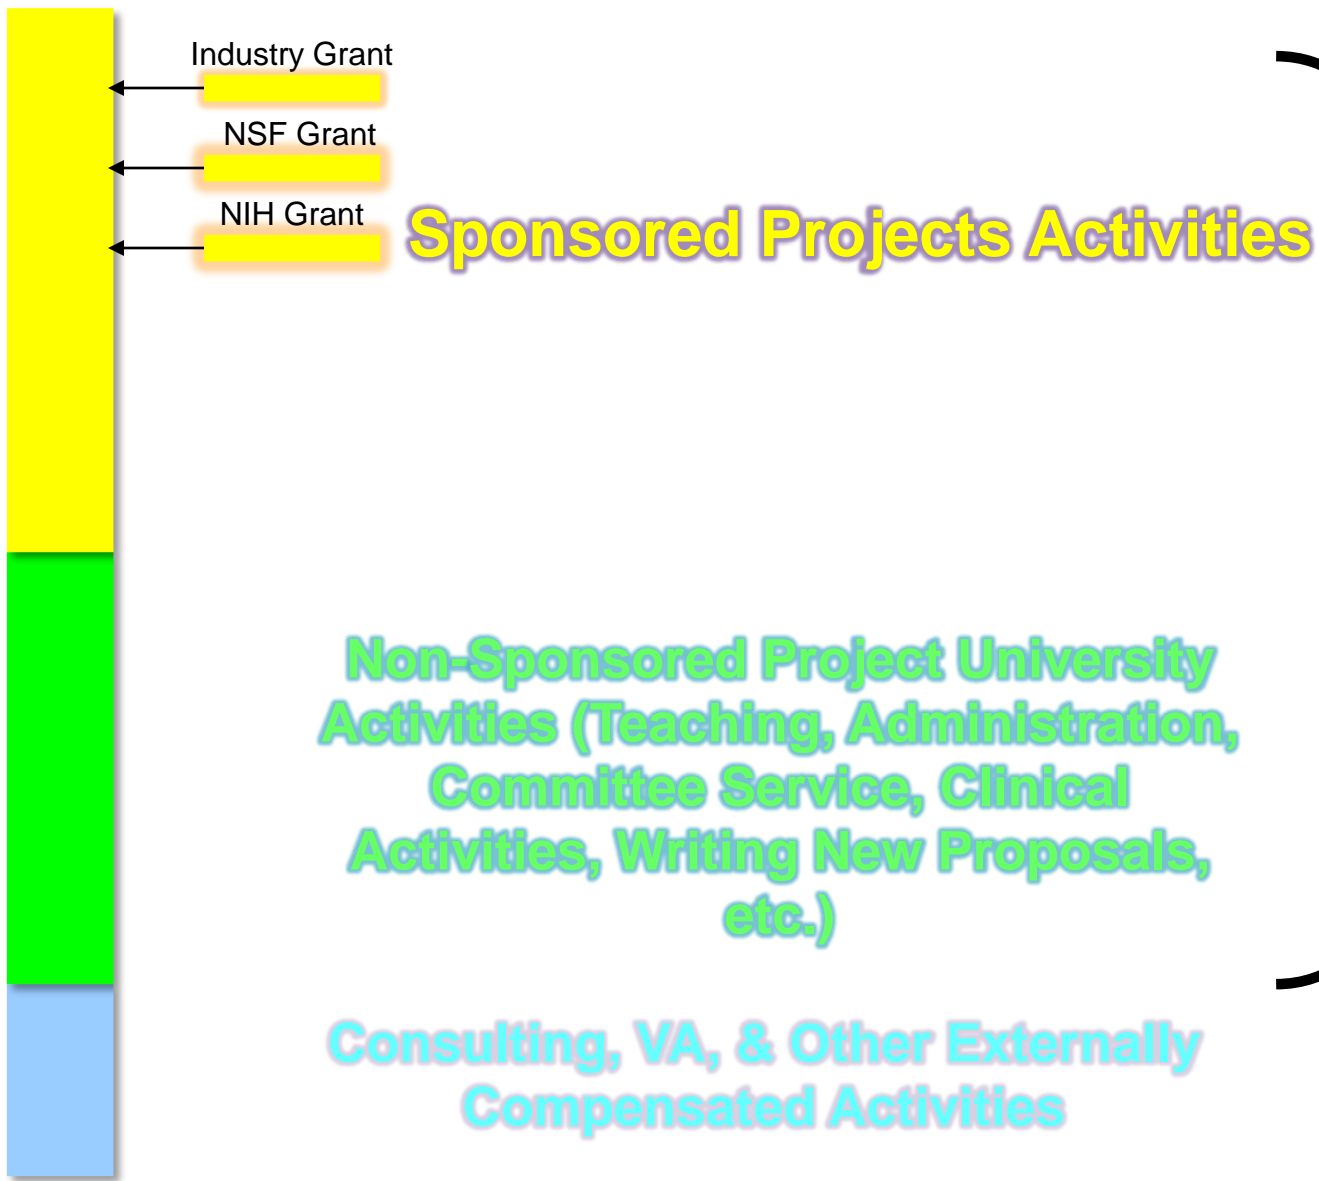 Industry Grant
NSF Grant
NIH Grant
Sponsored Projects Activities
Non-Sponsored Project University
Activities (Teaching, Administration,
Committee Service, Clinical
Activities, Writing New Proposals,
etc.)
Consulting, VA, & Other Externally
Compensated Activities